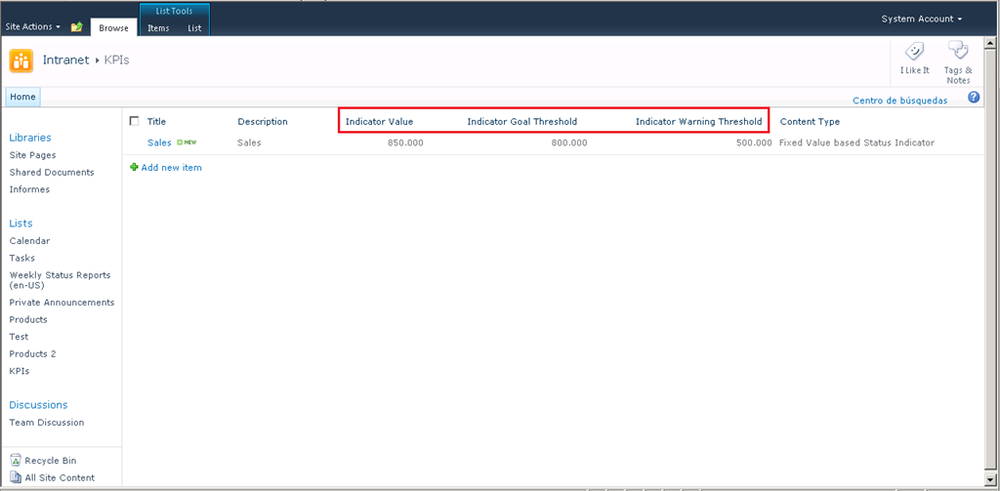 List Tools
Site Actions
Browse
Items
List
System Account
Intranet
KPIs
I Like It
Tags &
Notes
Home
Centro de búsquedas
Title
Description
Indicator Value
Indicator Goal Threshold
Indicator Warning Threshold
Content Type
Sales NEW
Sales
850.000
800.000
500.000
Fixed Value based Status Indicator
Add new item
Libraries
Site Pages
Shared Documents
Informes
Lists
Calendar
Tasks
Weekly Status Reports
(en-US)
Private Announcements
Products
Test
Products 2
KPIs
Discussions
Team Discussion
Recycle Bin
All Site Content